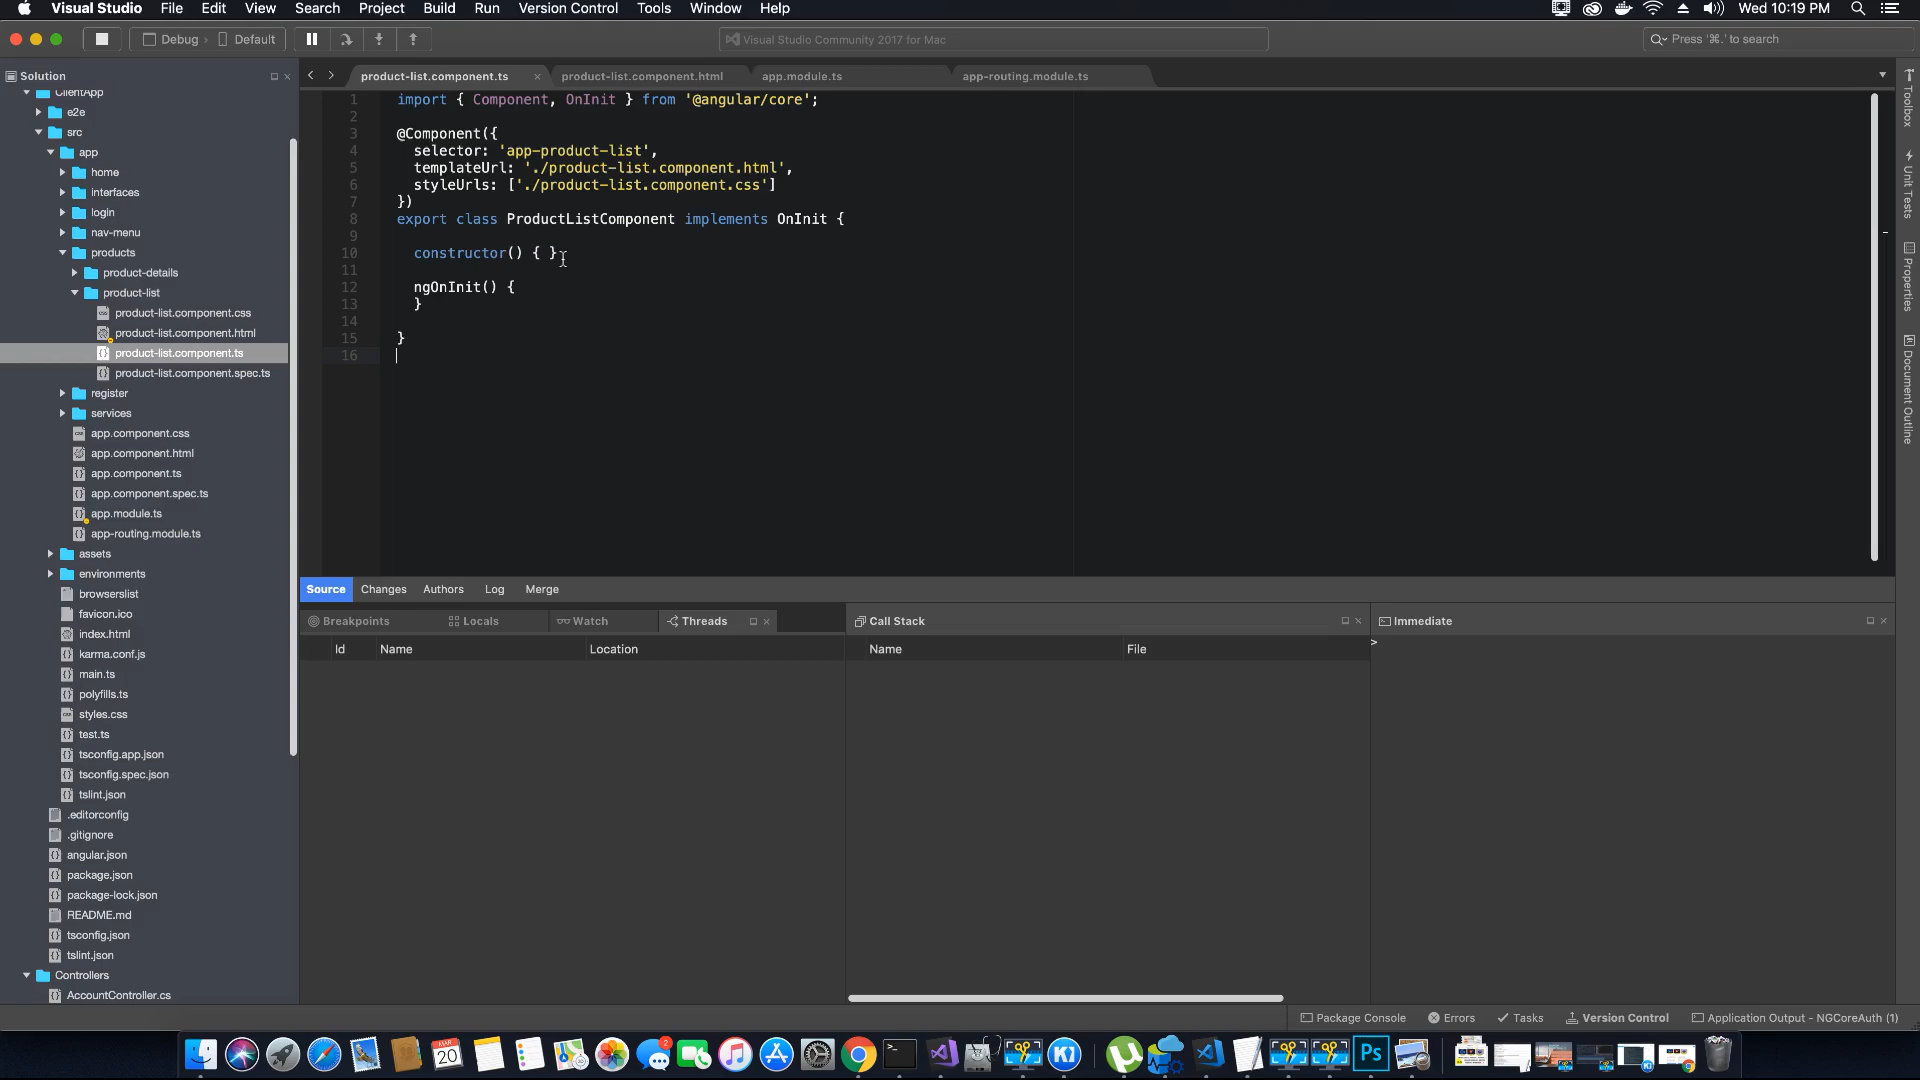 Visual Studio File Edit View Search Project Build Run Version Control Tools Window Help Wed 10:19 PM
Debug Default Visual Studio Community 2017 for Mac Press '⌘.' to search
Solution
product-list.component.ts product-list.component.html app.module.ts app-routing.module.ts
ClientApp
e2e
src
app
home
interfaces
login
nav-menu
products
product-details
product-list
product-list.component.css
product-list.component.html
product-list.component.ts
product-list.component.spec.ts
register
services
app.component.css
app.component.html
app.component.ts
app.component.spec.ts
app.module.ts
app-routing.module.ts
assets
environments
browserslist
favicon.ico
index.html
karma.conf.js
main.ts
polyfills.ts
styles.css
test.ts
tsconfig.app.json
tsconfig.spec.json
tslint.json
.editorconfig
.gitignore
angular.json
package.json
package-lock.json
README.md
tsconfig.json
tslint.json
Controllers
AccountController.cs
1 import { Component, OnInit } from '@angular/core';
2
3 @Component({
4 selector: 'app-product-list',
5 templateUrl: './product-list.component.html',
6 styleUrls: ['./product-list.component.css']
7 })
8 export class ProductListComponent implements OnInit {
9
10 constructor() { }
11
12 ngOnInit() {
13 }
14
15 }
16
Toolbox
Unit Tests
Properties
Document Outline
Source Changes Authors Log Merge
Breakpoints Locals Watch Threads
Id Name Location
Call Stack
Name File
Immediate
>
Package Console Errors Tasks Version Control Application Output - NGCoreAuth (1)
MAR
20
2
Ps